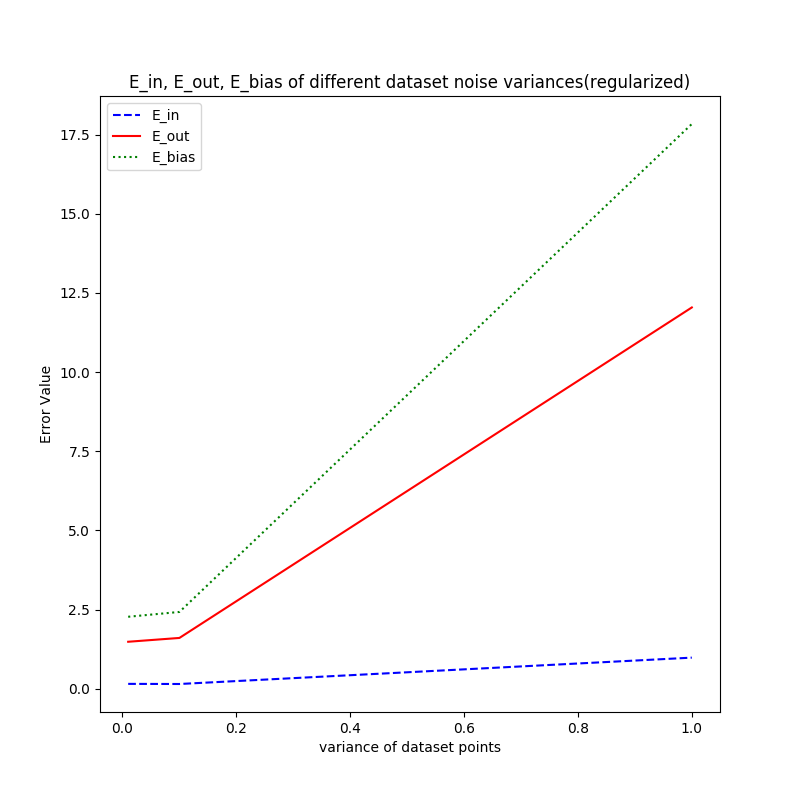 E_in, E_out, E_bias of different dataset noise variances(regularized)
E_in
E_out
E_bias
17.5
15.0
12.5
10.0
7.5
5.0
2.5
0.0
Error Value
0.0 0.2 0.4 0.6 0.8 1.0
variance of dataset points